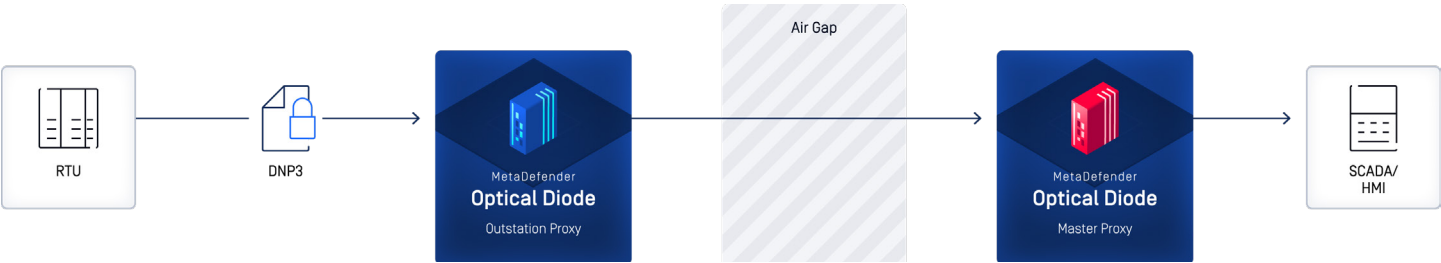 Air Gap
RTU
DNP3
MetaDefender
Optical Diode
Outstation Proxy
MetaDefender
Optical Diode
Master Proxy
SCADA/
HMI